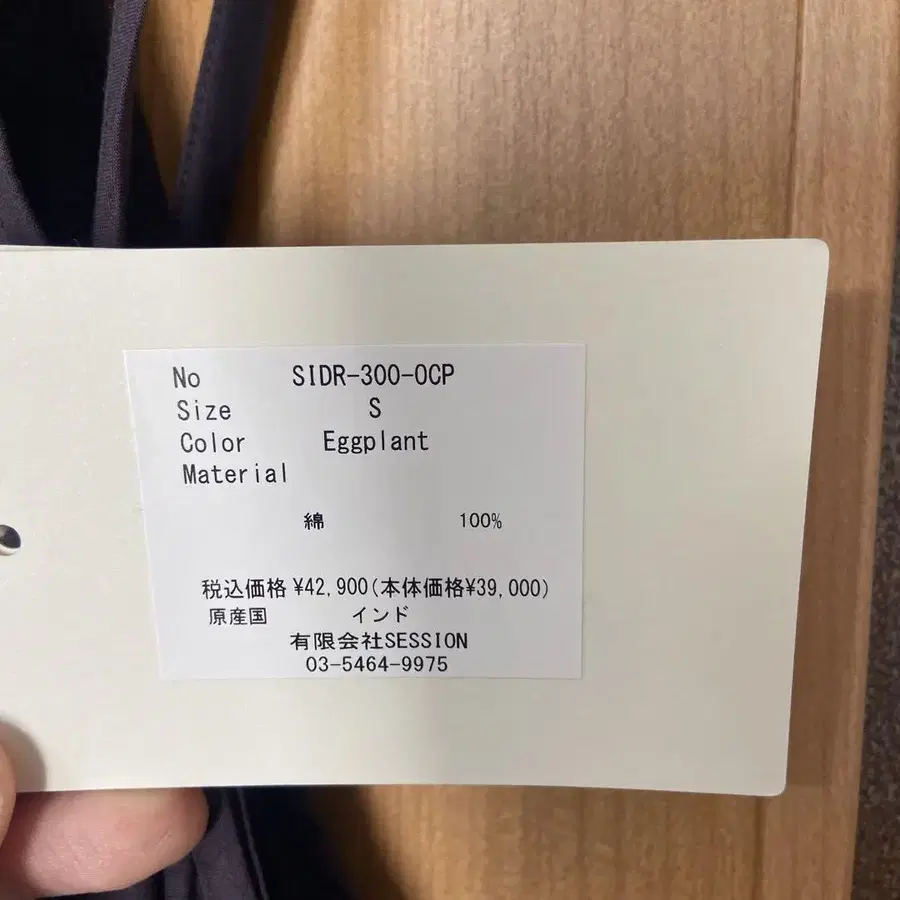 No SIDR-300-OCP
Size S
Color Eggplant
Material
綿 100%
税込価格 ¥42,900(本体価格¥39,000)
原産国 インド
有限会社SESSION
03-5464-9975